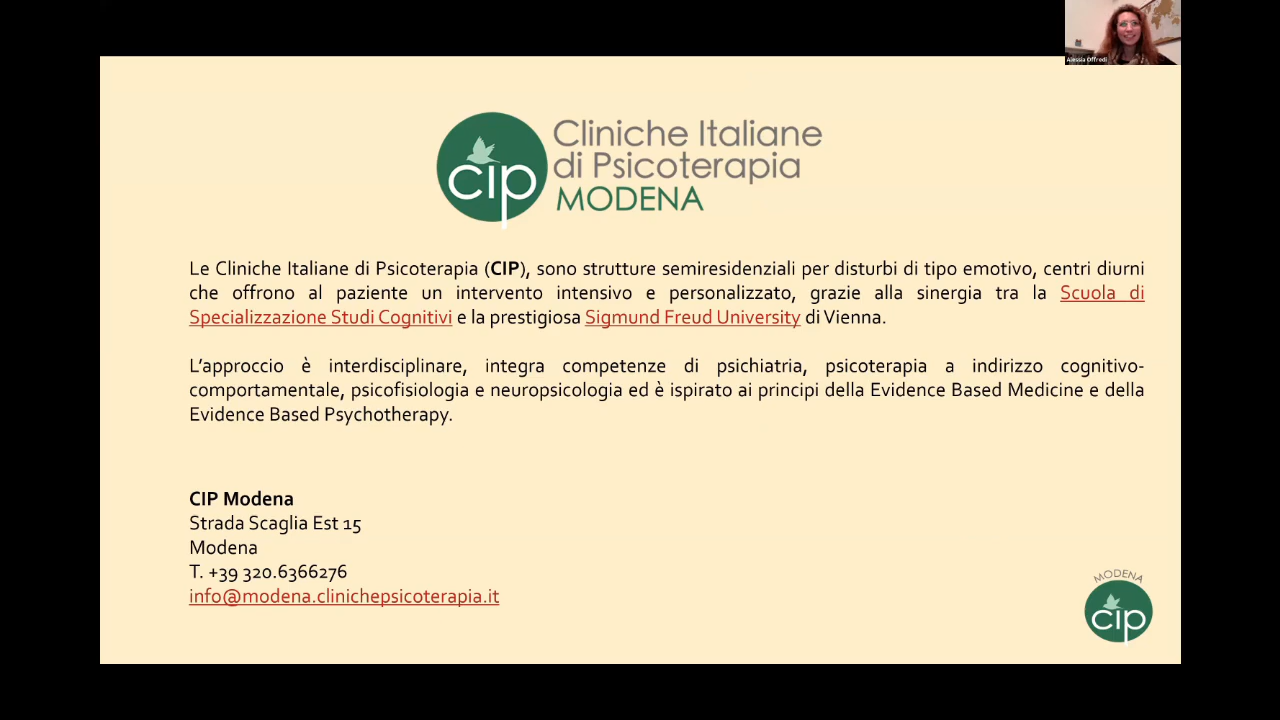 Alessia Offredi
cip
Cliniche Italiane
di Psicoterapia
MODENA
Le Cliniche Italiane di Psicoterapia (CIP), sono strutture semiresidenziali per disturbi di tipo emotivo, centri diurni
che offrono al paziente un intervento intensivo e personalizzato, grazie alla sinergia tra la Scuola di
Specializzazione Studi Cognitivi e la prestigiosa Sigmund Freud University di Vienna.
L’approccio è interdisciplinare, integra competenze di psichiatria, psicoterapia a indirizzo cognitivo-
comportamentale, psicofisiologia e neuropsicologia ed è ispirato ai principi della Evidence Based Medicine e della
Evidence Based Psychotherapy.
CIP Modena
Strada Scaglia Est 15
Modena
T. +39 320.6366276
info@modena.clinichepsicoterapia.it
MODENA
cip